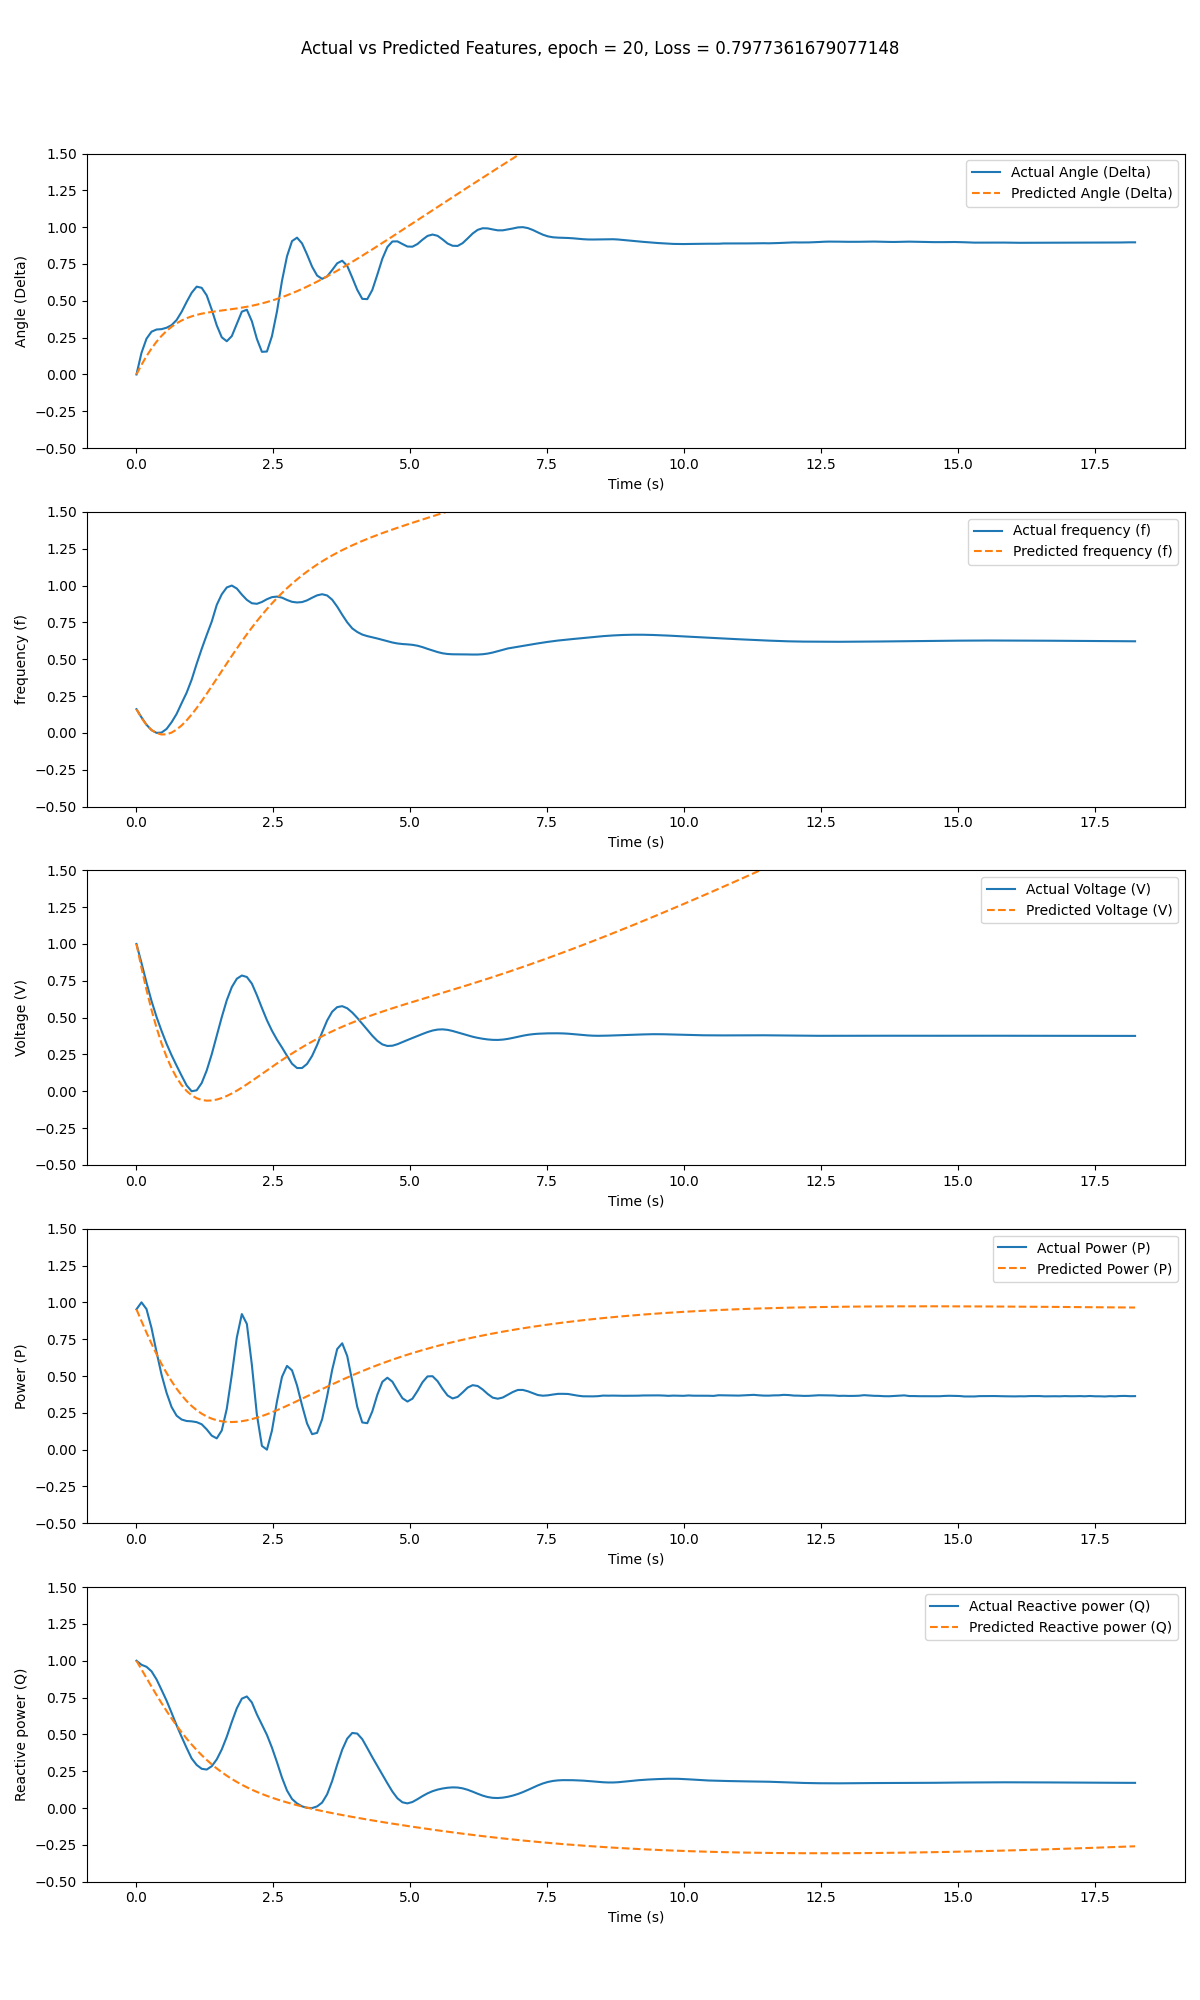 Actual vs Predicted Features, epoch = 20, Loss = 0.7977361679077148
1.50
1.25
1.00
0.75
0.50
0.25
0.00
−0.25
−0.50
Angle (Delta)
Actual Angle (Delta)
Predicted Angle (Delta)
0.0 2.5 5.0 7.5 10.0 12.5 15.0 17.5
Time (s)
1.50
1.25
1.00
0.75
0.50
0.25
0.00
−0.25
−0.50
frequency (f)
Actual frequency (f)
Predicted frequency (f)
0.0 2.5 5.0 7.5 10.0 12.5 15.0 17.5
Time (s)
1.50
1.25
1.00
0.75
0.50
0.25
0.00
−0.25
−0.50
Voltage (V)
Actual Voltage (V)
Predicted Voltage (V)
0.0 2.5 5.0 7.5 10.0 12.5 15.0 17.5
Time (s)
1.50
1.25
1.00
0.75
0.50
0.25
0.00
−0.25
−0.50
Power (P)
Actual Power (P)
Predicted Power (P)
0.0 2.5 5.0 7.5 10.0 12.5 15.0 17.5
Time (s)
1.50
1.25
1.00
0.75
0.50
0.25
0.00
−0.25
−0.50
Reactive power (Q)
Actual Reactive power (Q)
Predicted Reactive power (Q)
0.0 2.5 5.0 7.5 10.0 12.5 15.0 17.5
Time (s)